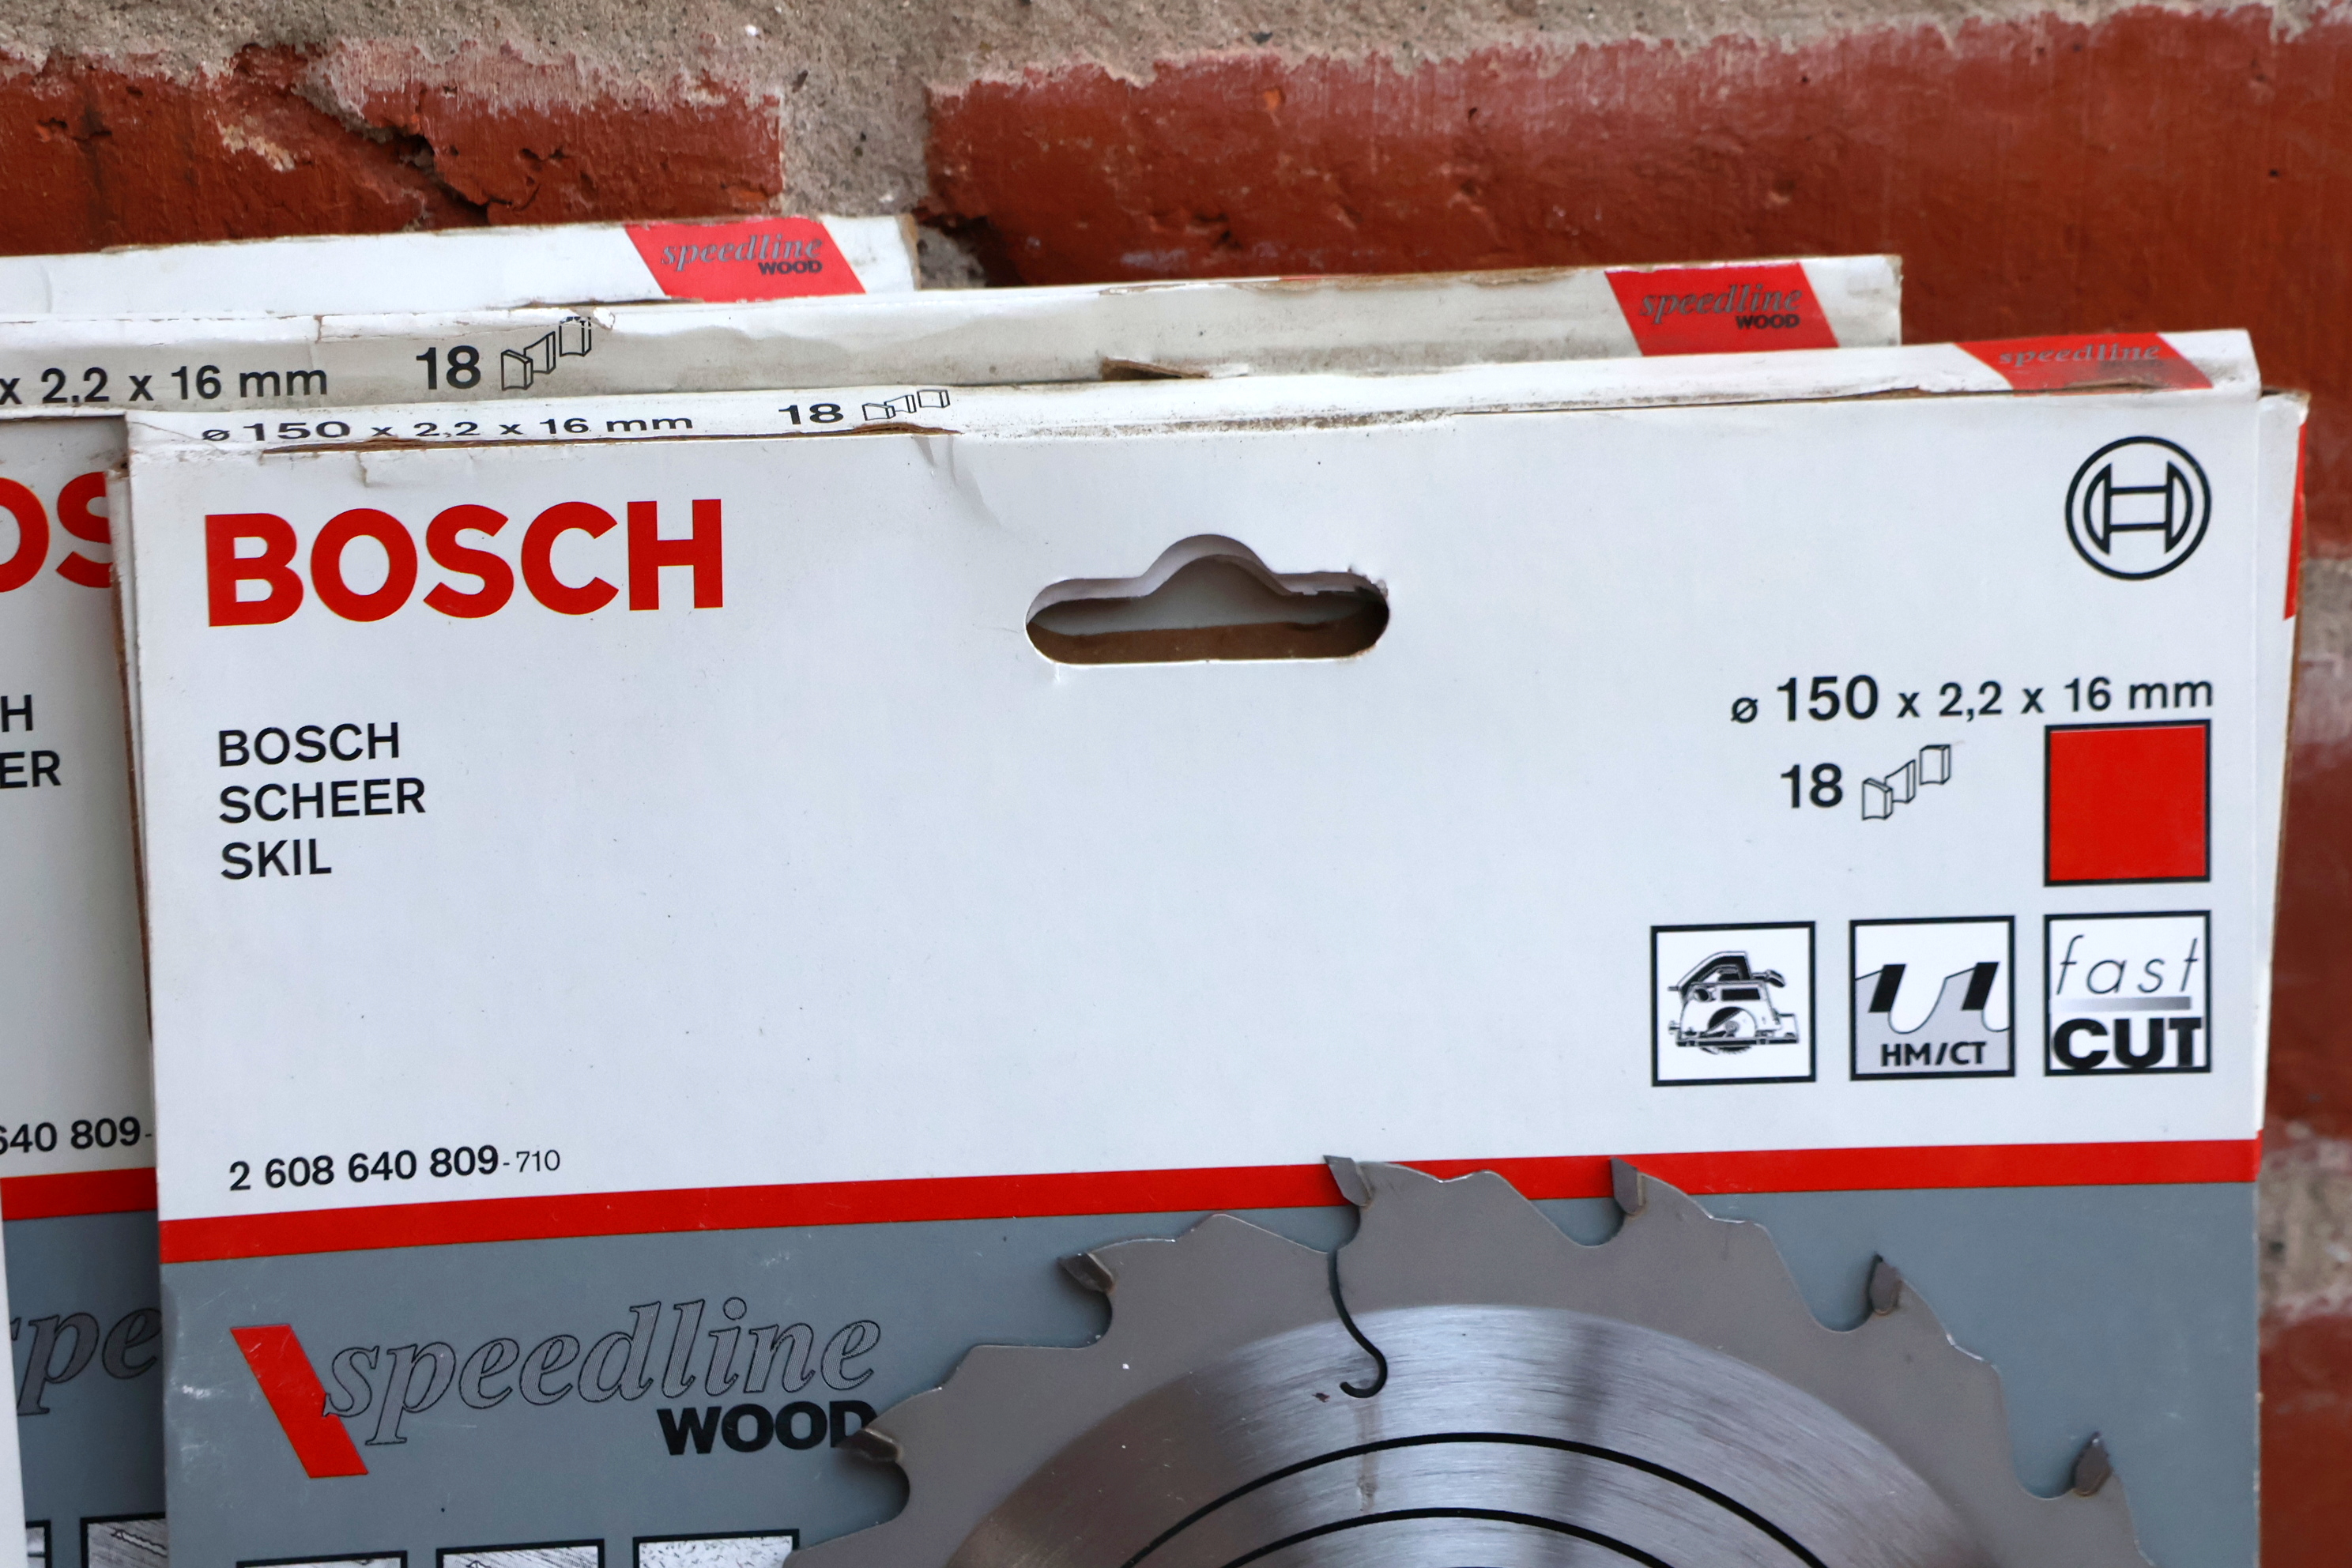 speedline
WOOD
speedline
WOOD
x 2,2 x 16 mm 18
speedline
ø 150 x 2,2 x 16 mm 18
BOSCH
BOSCH
SCHEER
SKIL
ø 150 x 2,2 x 16 mm
18
HM/CT
fast
CUT
ER
640 809-
2 608 640 809-710
speedline
WOOD
spe